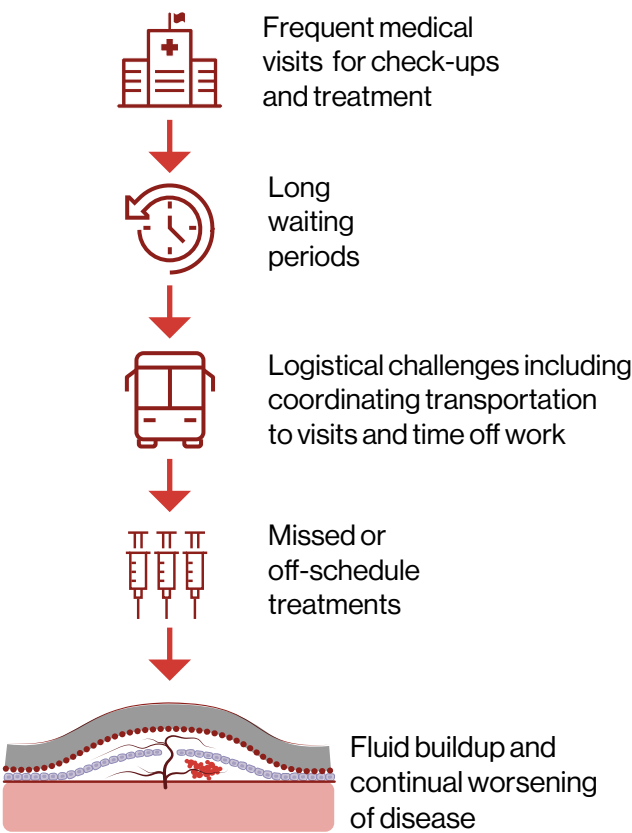 Frequent medical
visits for check-ups
and treatment
Long
waiting
periods
Logistical challenges including
coordinating transportation
to visits and time off work
Missed or
off-schedule
treatments
Fluid buildup and
continual worsening
of disease